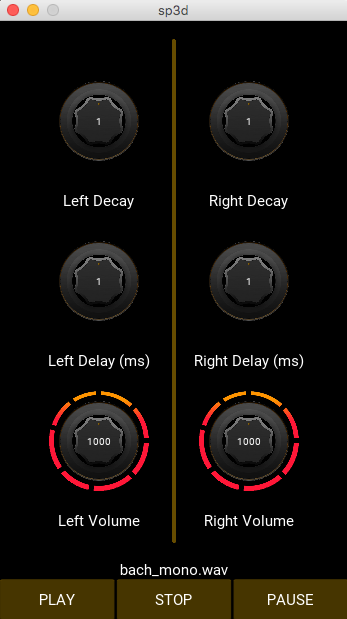 sp3d
1 1
Left Decay Right Decay
1 1
Left Delay (ms) Right Delay (ms)
1000 1000
Left Volume Right Volume
bach_mono.wav
PLAY STOP PAUSE